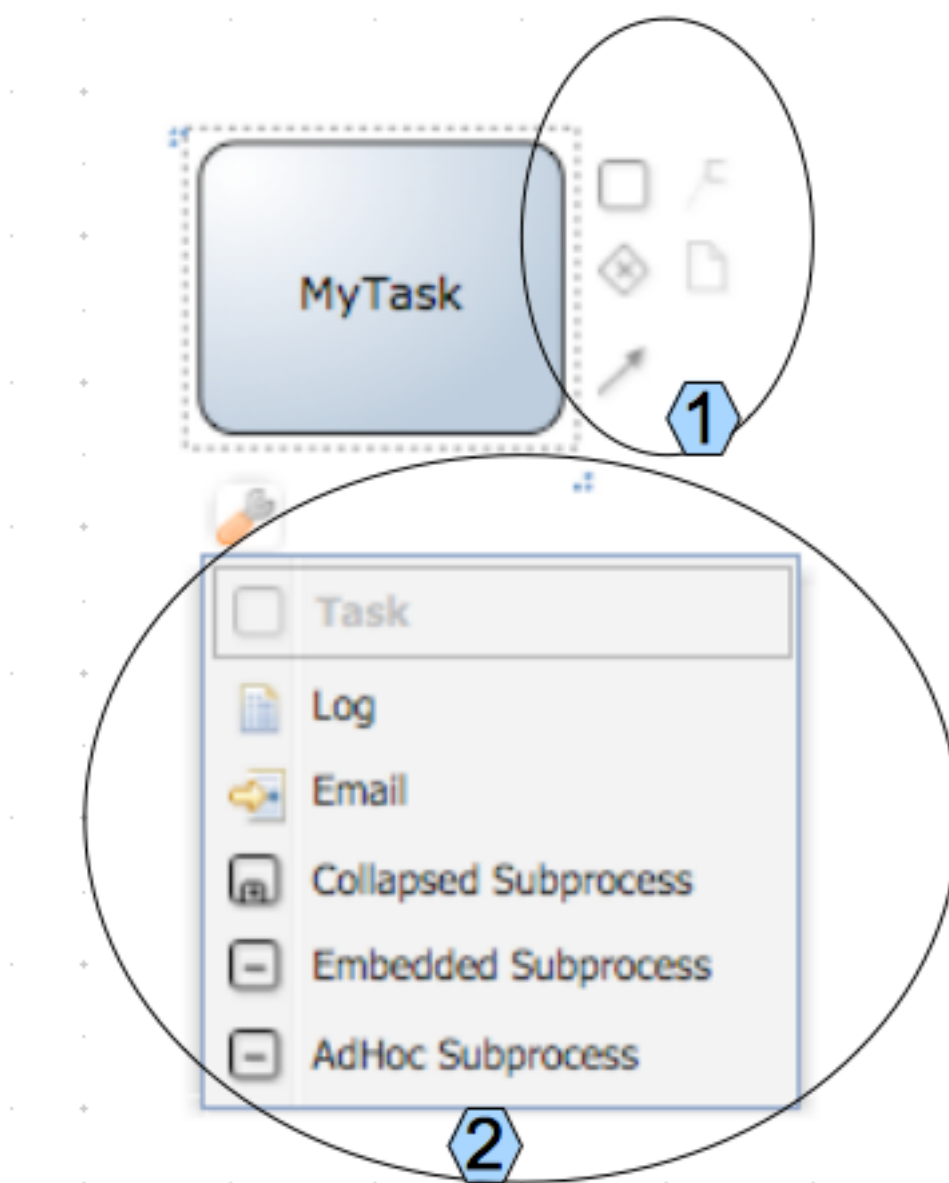 MyTask
1
Task
Log
Email
Collapsed Subprocess
Embedded Subprocess
AdHoc Subprocess
2